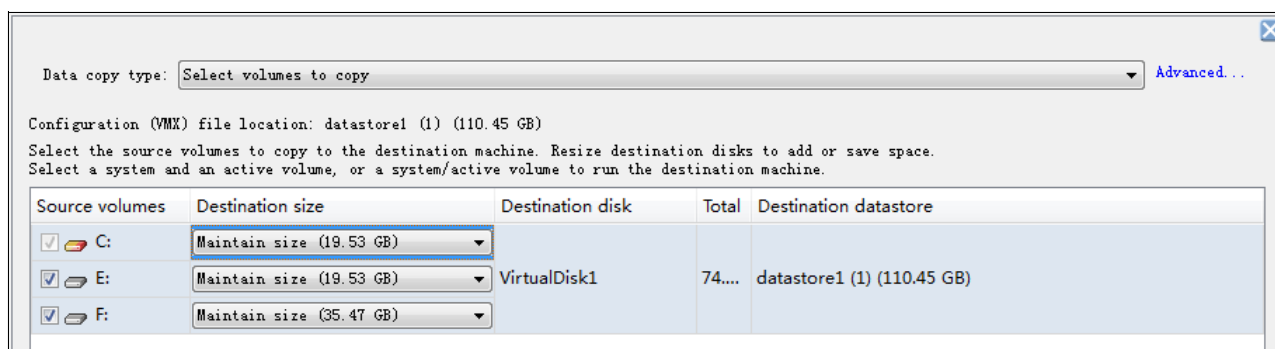 Data copy type: Select volumes to copy Advanced...
Configuration (VMX) file location: datastore1 (1) (110.45 GB)
Select the source volumes to copy to the destination machine. Resize destination disks to add or save space.
Select a system and an active volume, or a system/active volume to run the destination machine.
Source volumes Destination size Destination disk Total Destination datastore
C: Maintain size (19.53 GB)
E: Maintain size (19.53 GB) VirtualDisk1 74.... datastore1 (1) (110.45 GB)
F: Maintain size (35.47 GB)